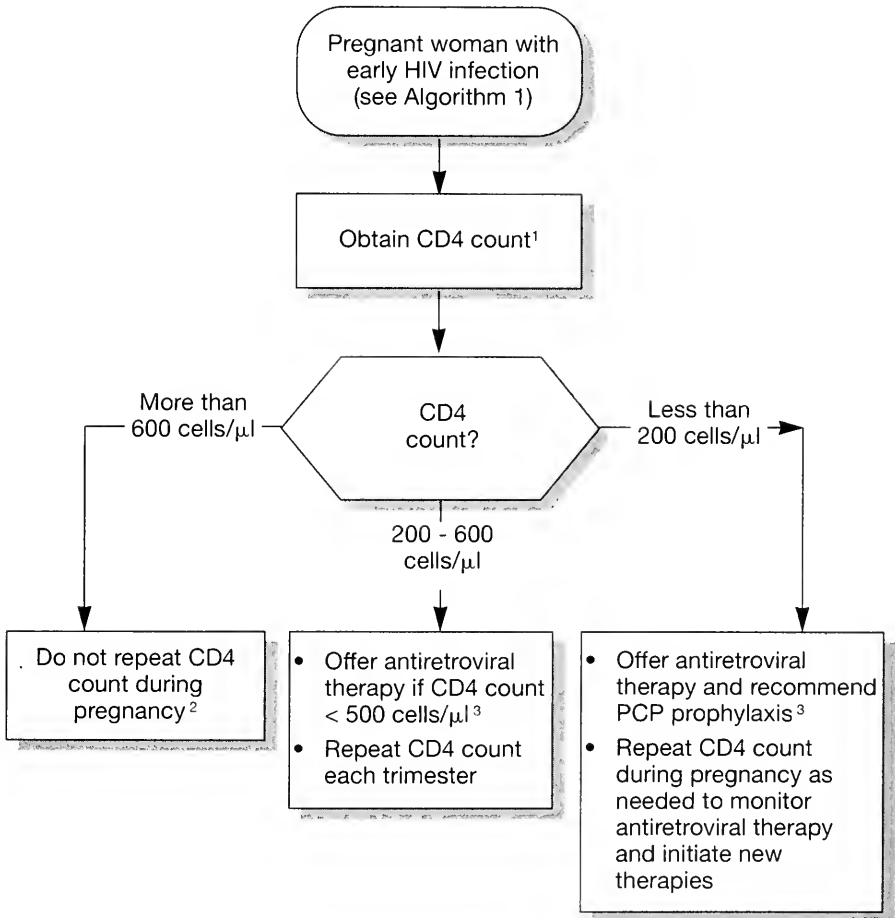 Pregnant woman with
early HIV infection
(see Algorithm 1)
Obtain CD4 count¹
CD4
count?
More than
600 cells/µl
Less than
200 cells/µl
200 - 600
cells/µl
Do not repeat CD4
count during
pregnancy²
• Offer antiretroviral
therapy if CD4 count
< 500 cells/µl³
• Repeat CD4 count
each trimester
• Offer antiretroviral
therapy and recommend
PCP prophylaxis³
• Repeat CD4 count
during pregnancy as
needed to monitor
antiretroviral therapy
and initiate new
therapies